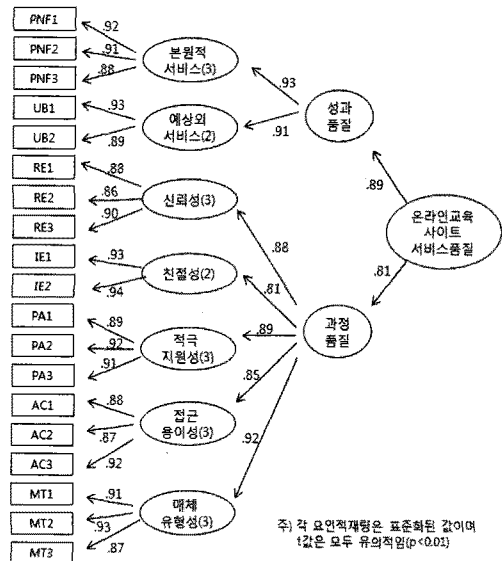 PNF1
.92
PNF2
.91
PNF3
.88
본원적
서비스(3)
UB1
.93
UB2
.89
예상외
서비스(2)
.93
.91
성과
품질
RE1
.88
RE2
.86
RE3
.90
신뢰성(3)
.89
온라인교육
사이트
서비스품질
.81
IE1
.93
IE2
.94
친절성(2)
.88
.81
.89
.85
.92
과정
품질
PA1
.89
PA2
.92
PA3
.91
적극
지원성(3)
AC1
.88
AC2
.87
AC3
.92
접근
용이성(3)
MT1
.91
MT2
.93
MT3
.87
매체
유형성(3)
주) 각 요인적재량은 표준화된 값이며
t값은 모두 유의적임(p<0.01)